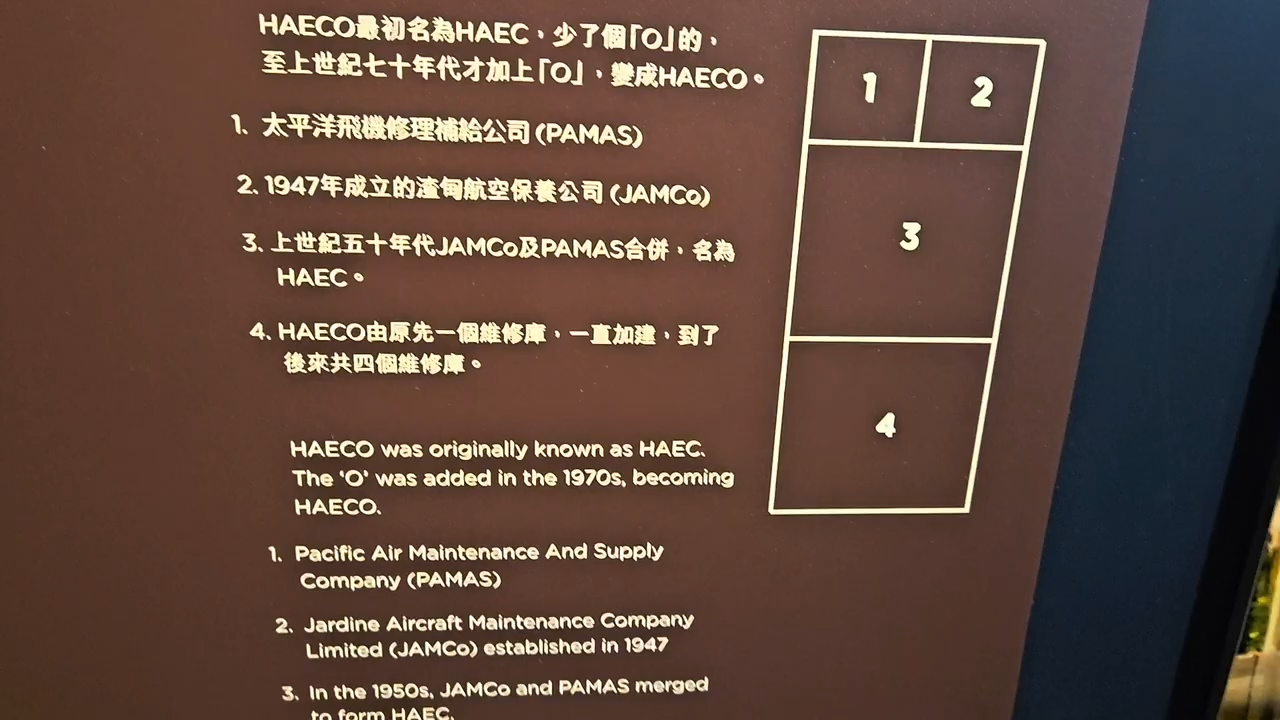 HAECO最初名為HAEC，少了個「O」的，
至上世紀七十年代才加上「O」，變成HAECO。
1. 太平洋飛機修理補給公司 (PAMAS)
2. 1947年成立的渣甸航空保養公司 (JAMCo)
3. 上世紀五十年代JAMCo及PAMAS合併，名為
HAEC。
4. HAECO由原先一個維修庫，一直加建，到了
後來共四個維修庫。
1
2
3
4
HAECO was originally known as HAEC.
The 'O' was added in the 1970s, becoming
HAECO.
1. Pacific Air Maintenance And Supply
Company (PAMAS)
2. Jardine Aircraft Maintenance Company
Limited (JAMCo) established in 1947
3. In the 1950s, JAMCo and PAMAS merged
to form HAEC.